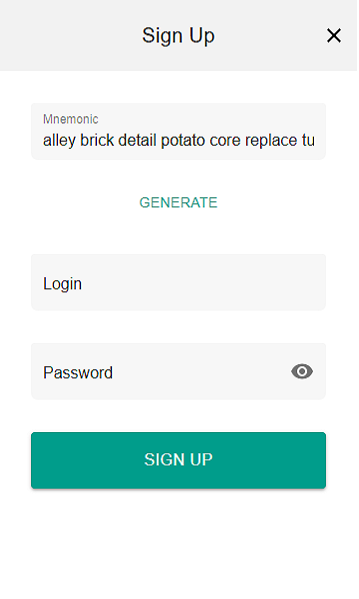 Sign Up
Mnemonic
alley brick detail potato core replace tu
GENERATE
Login
Password
SIGN UP